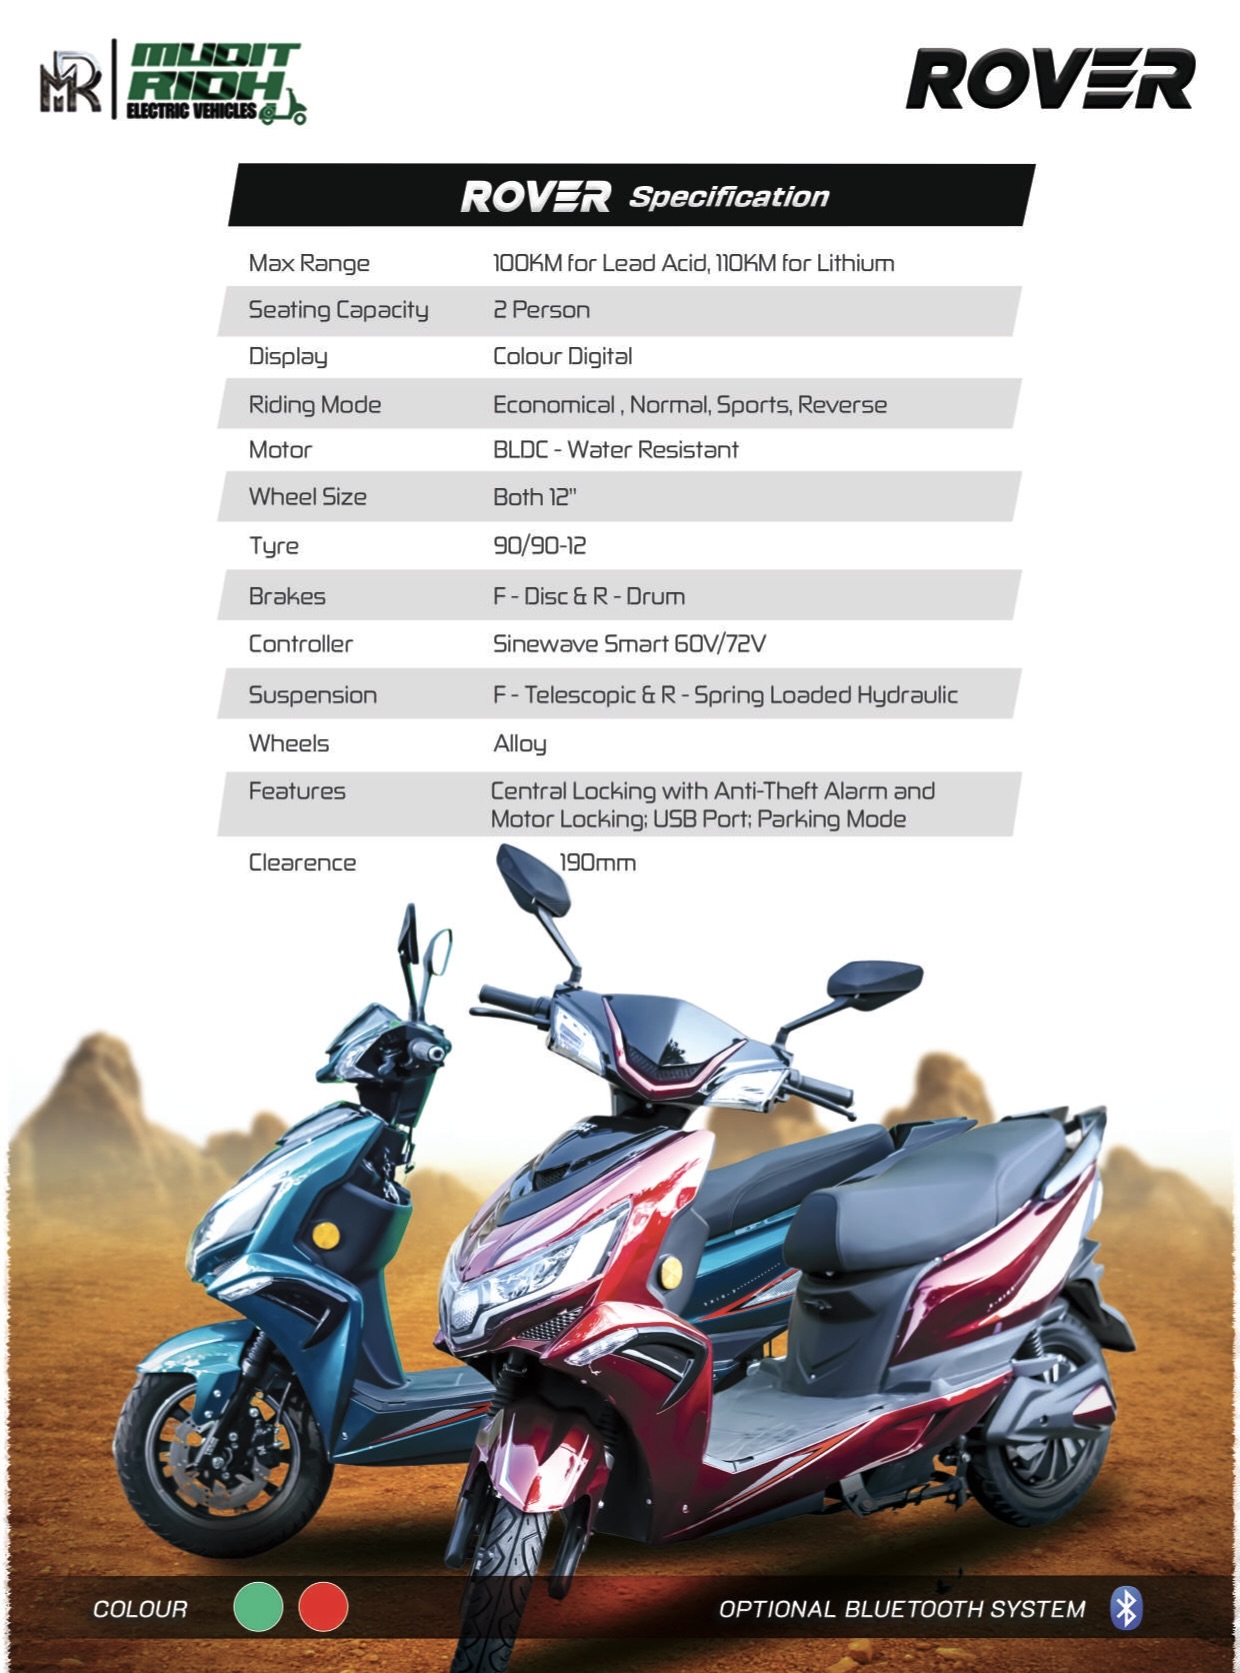 MR
MUDIT
RIDH
ELECTRIC VEHICLES
ROVER
ROVER Specification
Max Range 100KM for Lead Acid, 110KM for Lithium
Seating Capacity 2 Person
Display Colour Digital
Riding Mode Economical , Normal, Sports, Reverse
Motor BLDC - Water Resistant
Wheel Size Both 12”
Tyre 90/90-12
Brakes F - Disc & R - Drum
Controller Sinewave Smart 60V/72V
Suspension F - Telescopic & R - Spring Loaded Hydraulic
Wheels Alloy
Features Central Locking with Anti-Theft Alarm and
Motor Locking; USB Port; Parking Mode
Clearence 190mm
COLOUR
OPTIONAL BLUETOOTH SYSTEM